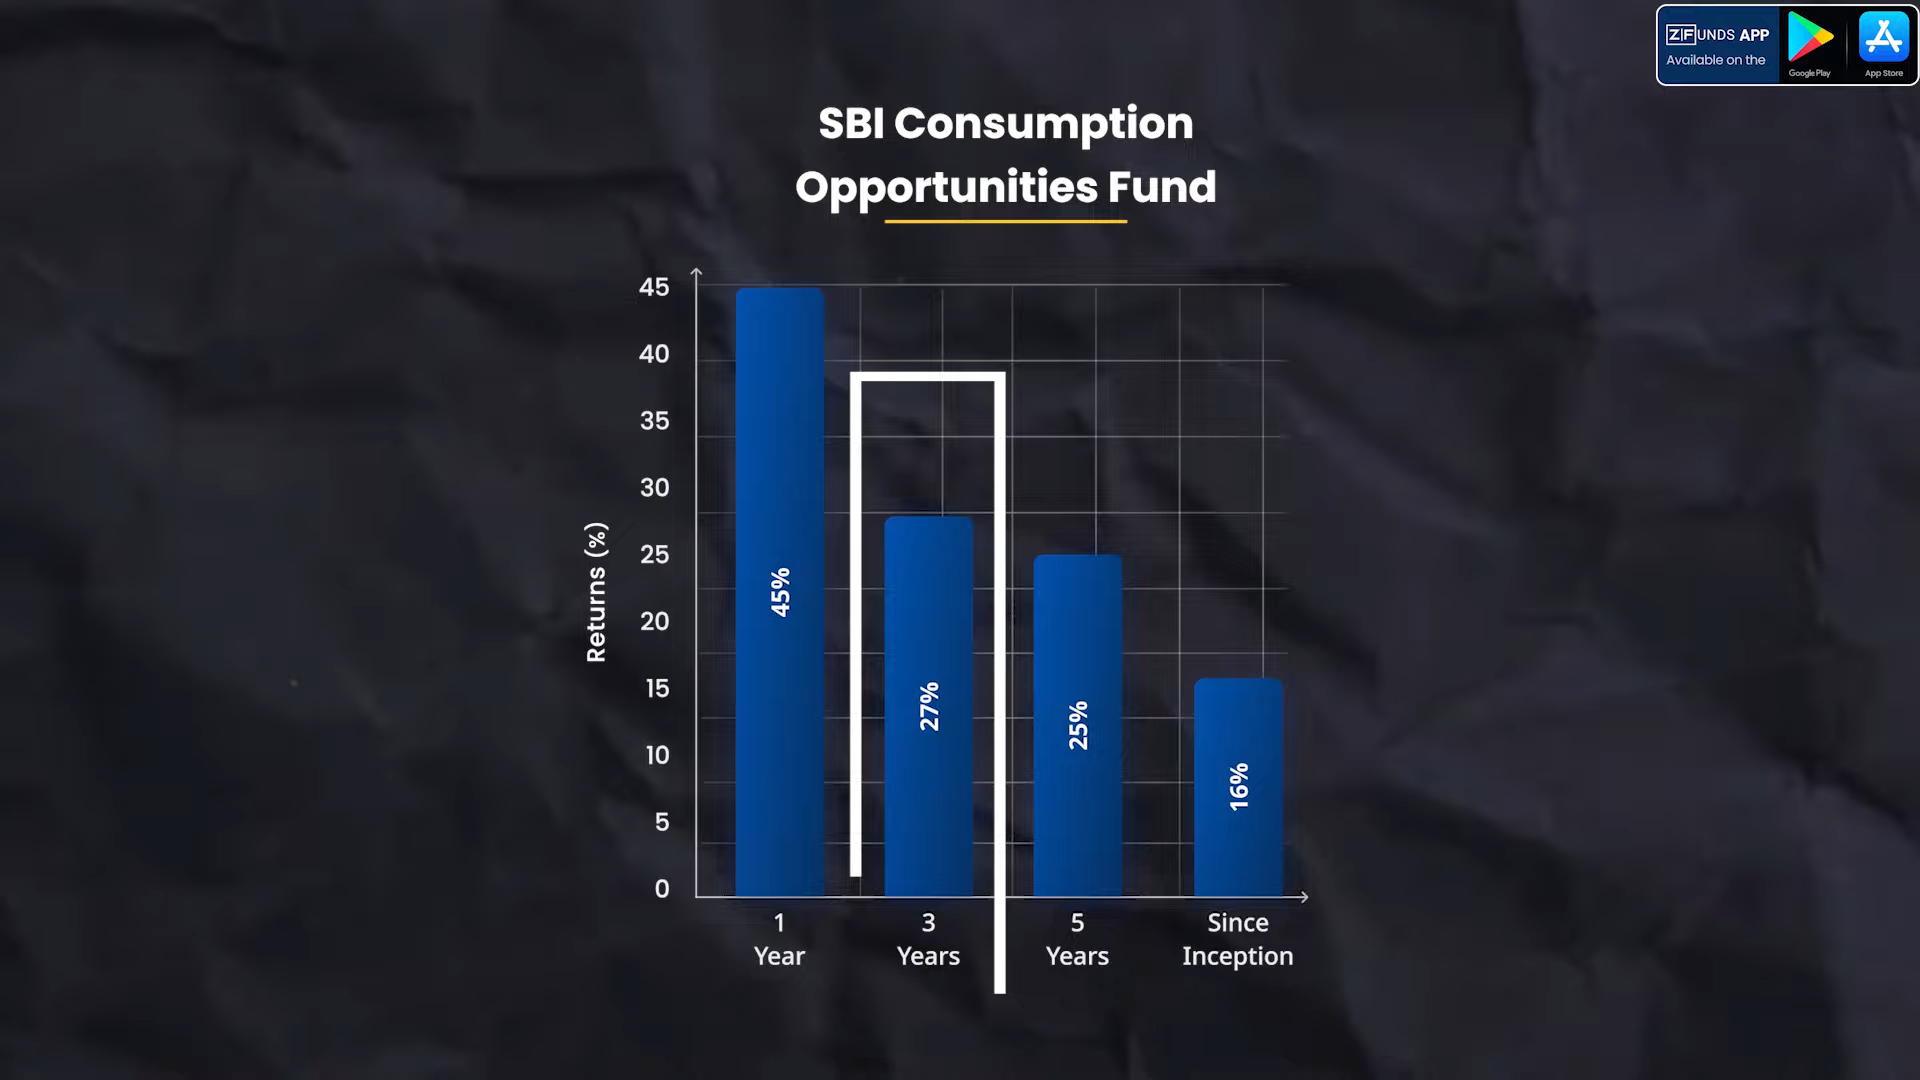 ZFUNDS APP
Available on the
Google Play
App Store
SBI Consumption
Opportunities Fund
Returns (%)
45
40
35
30
25
20
15
10
5
0
45%
27%
25%
16%
1
Year
3
Years
5
Years
Since
Inception